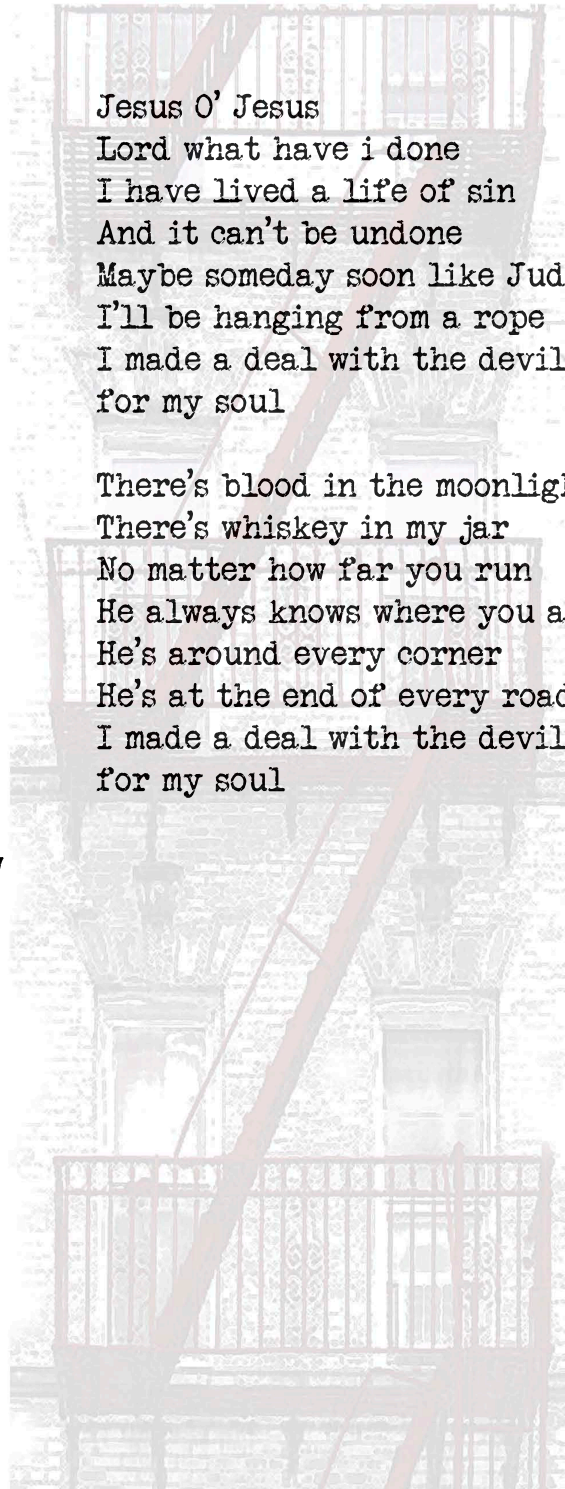 Jesus O' Jesus
Lord what have i done
I have lived a life of sin
And it can't be undone
Maybe someday soon like
I'll be hanging from a rope
I made a deal with the devil
for my soul
There's blood in the
There's whiskey in my jar
No matter how far you run
He always knows where you
He's around every corner
He's at the end of every road
I made a deal with the devil
for my soul